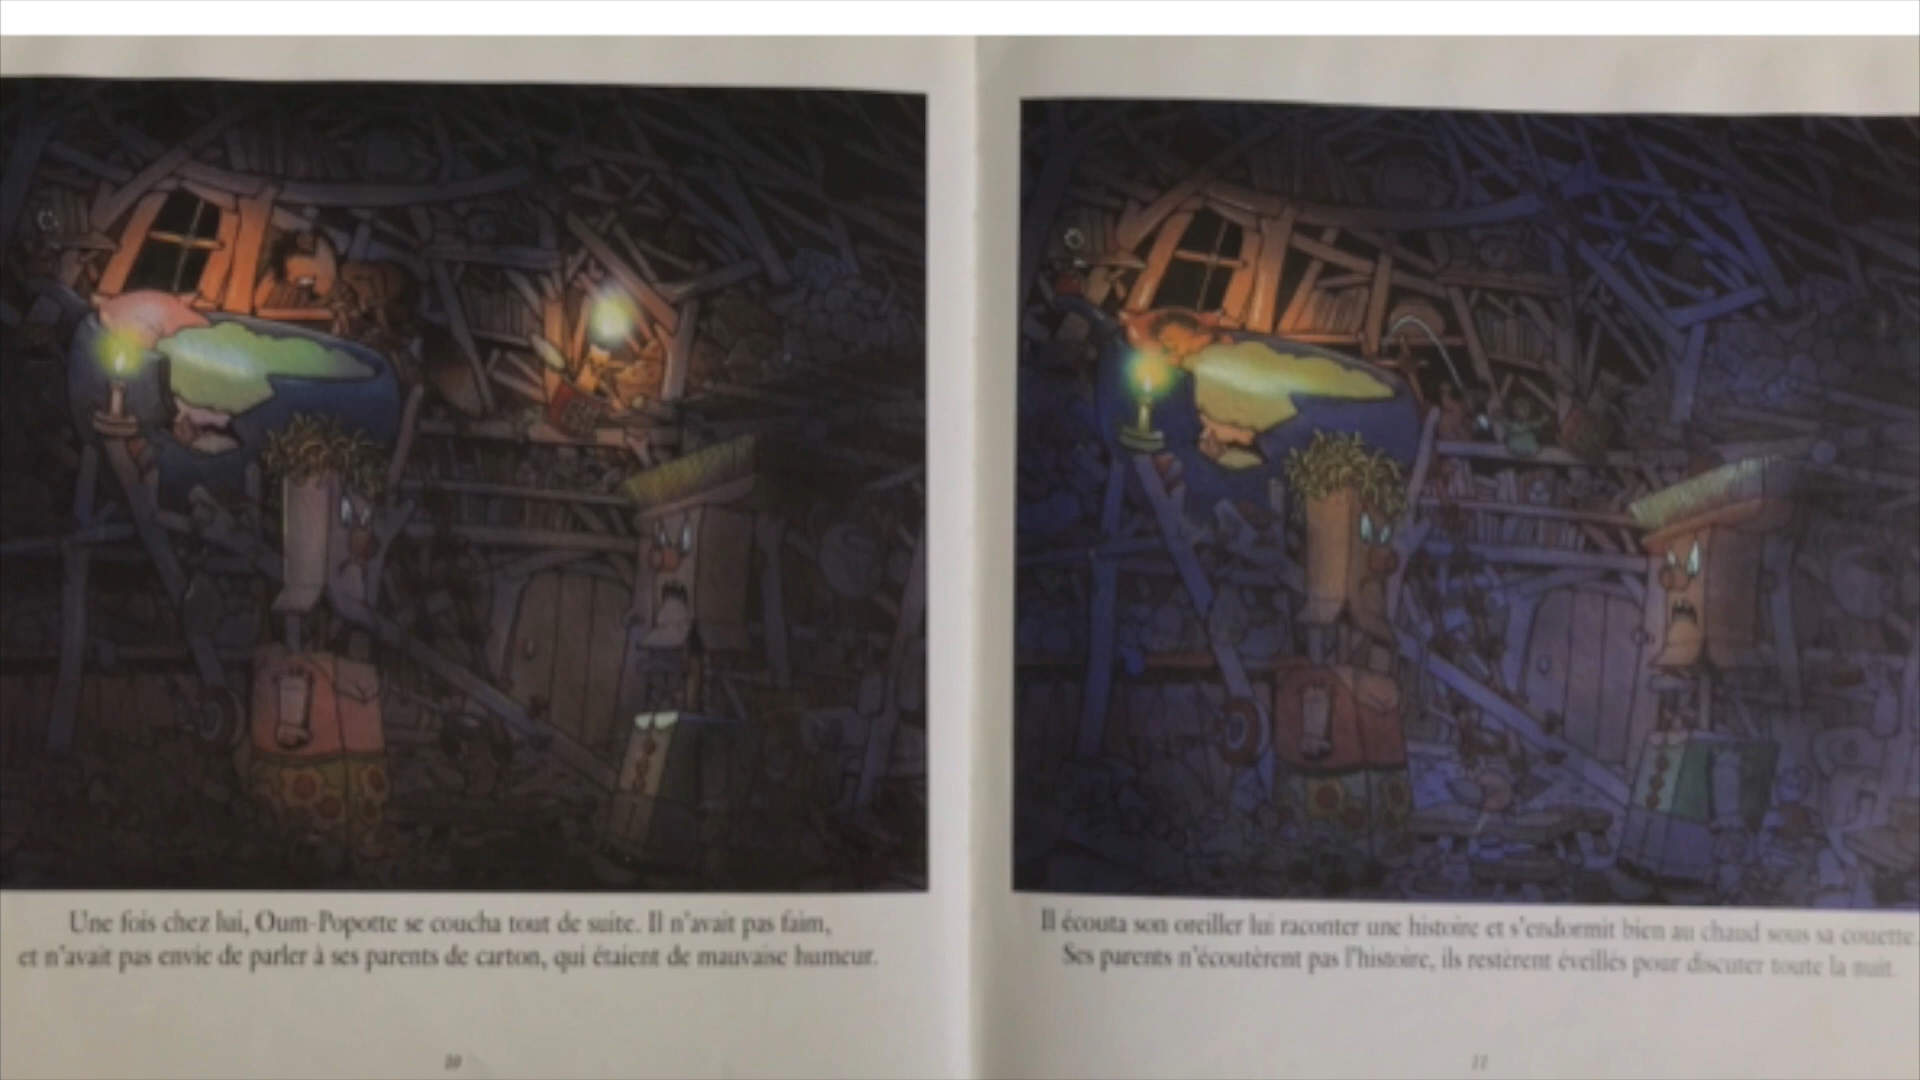 Une fois chez lui, Oum-Popotte se coucha tout de suite. Il n'avait pas faim,
et n'avait pas envie de parler à ses parents de carton, qui étaient de mauvaise humeur.
10
Il écouta son oreiller lui raconter une histoire et s'endormit bien au chaud sous sa couette.
Ses parents n'écoutèrent pas l'histoire, ils restèrent éveillés pour discuter toute la nuit.
11